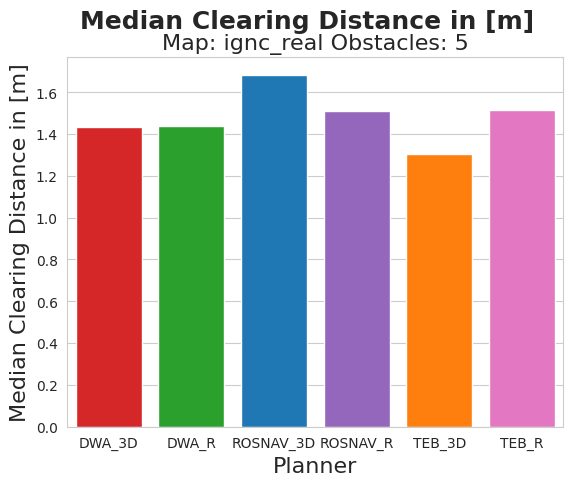 Median Clearing Distance in [m]
Map: ignc_real Obstacles: 5
Median Clearing Distance in [m]
1.6
1.4
1.2
1.0
0.8
0.6
0.4
0.2
0.0
DWA_3D DWA_R ROSNAV_3D ROSNAV_R TEB_3D TEB_R
Planner